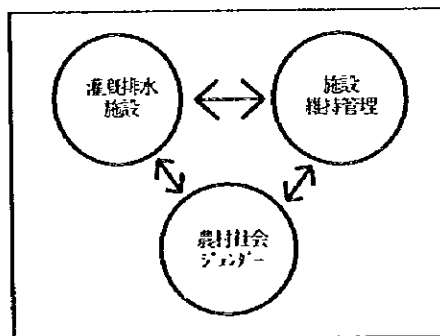 灌漑排水
施設
施設
維持管理
農村社会
ジェンダー